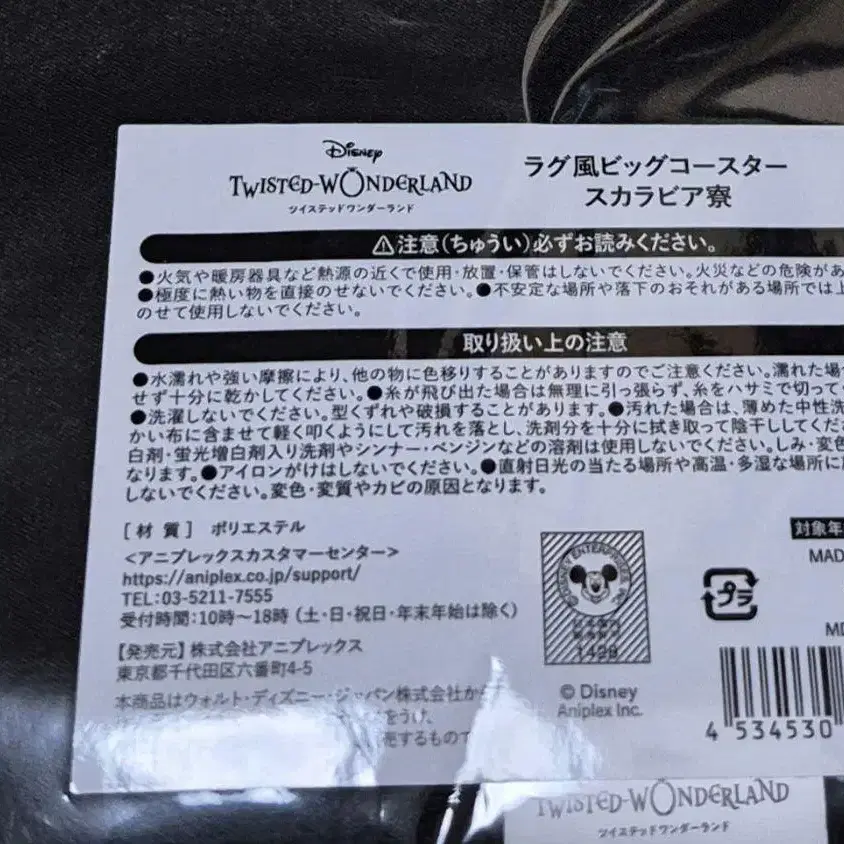 Disney
TWISTED-WONDERLAND
ツイステッドワンダーランド
ラグ風ビッグコースター
スカラビア寮
⚠注意(ちゅうい)必ずお読みください。
●火気や暖房器具など熱源の近くで使用・放置・保管はしないでください。火災などの危険があ
●極度に熱い物を直接のせないでください。●不安定な場所や落下のおそれがある場所では上
のせて使用しないでください。
取り扱い上の注意
●水濡れや強い摩擦により、他の物に色移りすることがありますのでご注意ください。濡れた場
せず十分に乾かしてください。●糸が飛び出た場合は無理に引っ張らず、糸をハサミで切って
●洗濯しないでください。型くずれや破損することがあります。●汚れた場合は、薄めた中性洗
かい布に含ませて軽く叩くようにして汚れを落とし、洗剤分を十分に拭き取って陰干ししてくだ
白剤・蛍光増白剤入り洗剤やシンナー・ベンジンなどの溶剤は使用しないでください。しみ・変色
なります。●アイロンがけはしないでください。●直射日光の当たる場所や高温・多湿な場所に
しないでください。変色・変質やカビの原因となります。
[材質] ポリエステル
<アニプレックスカスタマーセンター>
https://aniplex.co.jp/support/
TEL:03-5211-7555
受付時間:10時〜18時(土・日・祝日・年末年始は除く)
【発売元】株式会社アニプレックス
東京都千代田区六番町4-5
本商品はウォルト・ディズニー・ジャパン株式会社から
をうけ、
売するもので
DISNEY ENTERPRISES, INC.
1428
© Disney
Aniplex Inc.
プラ
対象年
MAD
MD
4 534530
TWISTED-WONDERLAND
ツイステッドワンダーランド